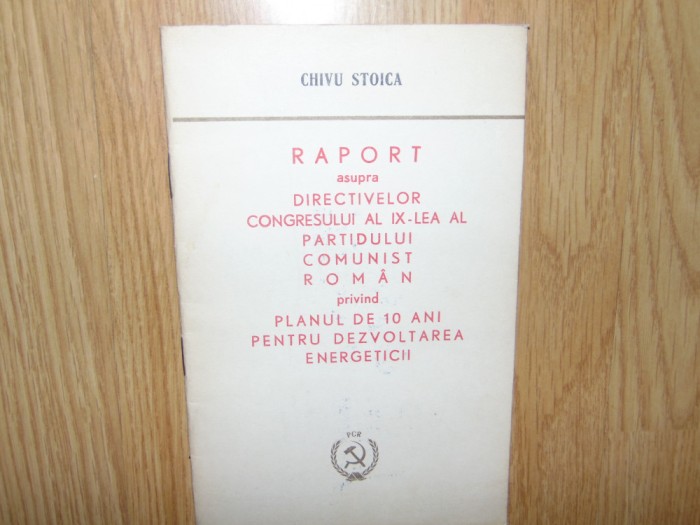 CHIVU STOICA
RAPORT
asupra
DIRECTIVELOR
CONGRESULUI AL IX-LEA AL
PARTIDULUI
COMUNIST
ROMÂN
privind
PLANUL DE 10 ANI
PENTRU DEZVOLTAREA
ENERGETICII
PCR